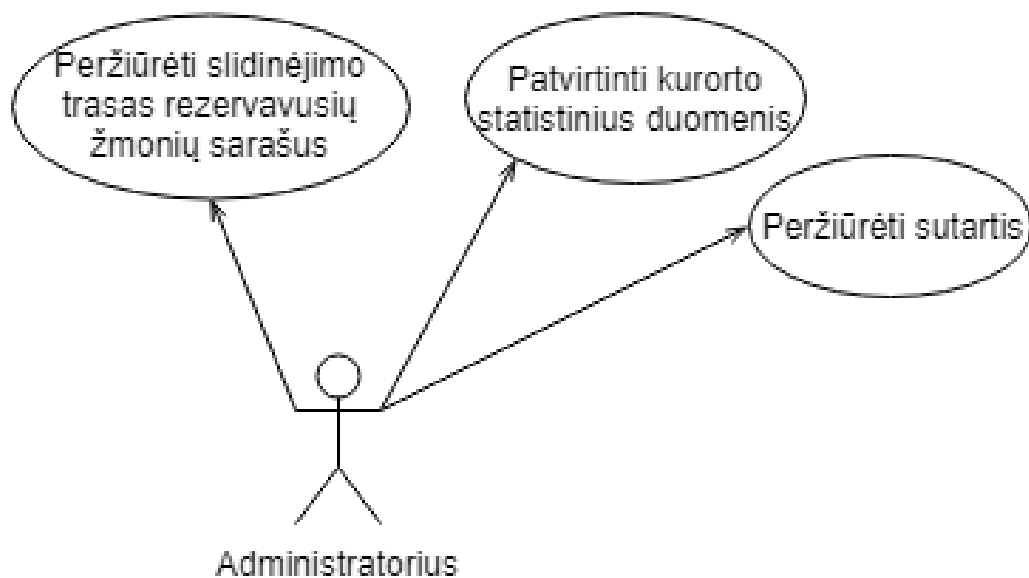 Peržiūrėti slidinėjimo
trasas rezervavusių
žmonių sarašus
Patvirtinti kurorto
statistinius duomenis
Peržiūrėti sutartis
Administratorius